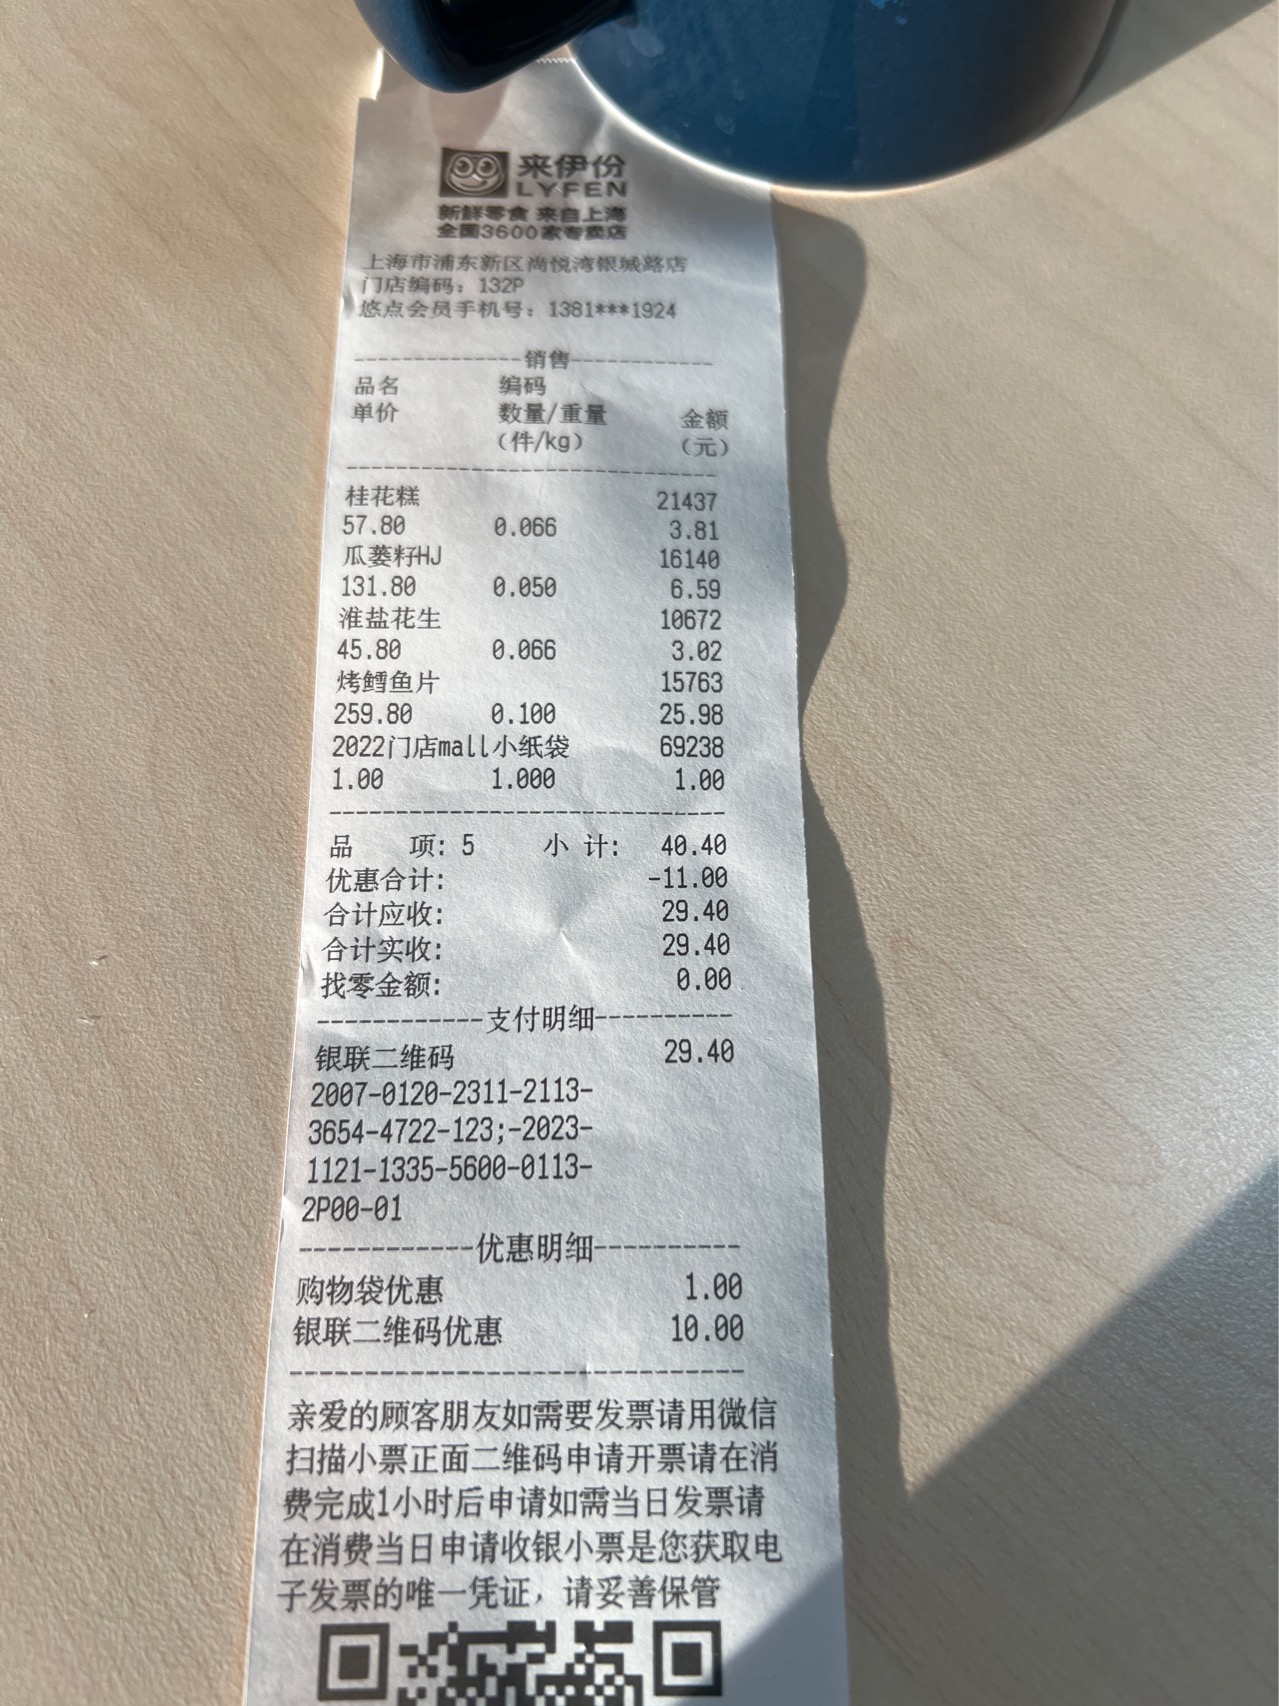 来伊份
LYFEN
新鲜零食 来自上海
全国3600家专卖店
上海市浦东新区尚悦湾银城路店
门店编码：132P
悠点会员手机号：1381***1924
--------------销售------------
品名 编码
单价 数量/重量 金额
（件/kg） （元）
------------------------------
桂花糕 21437
57.80 0.066 3.81
瓜蒌籽HJ 16140
131.80 0.050 6.59
淮盐花生 10672
45.80 0.066 3.02
烤鳕鱼片 15763
259.80 0.100 25.98
2022门店mall小纸袋 69238
1.00 1.000 1.00
------------------------------
品 项: 5 小 计: 40.40
优惠合计: -11.00
合计应收: 29.40
合计实收: 29.40
找零金额: 0.00
------------支付明细----------
银联二维码 29.40
2007-0120-2311-2113-
3654-4722-123;-2023-
1121-1335-5600-0113-
2P00-01
------------优惠明细----------
购物袋优惠 1.00
银联二维码优惠 10.00
------------------------------
亲爱的顾客朋友如需要发票请用微信
扫描小票正面二维码申请开票请在消
费完成1小时后申请如需当日发票请
在消费当日申请收银小票是您获取电
子发票的唯一凭证，请妥善保管